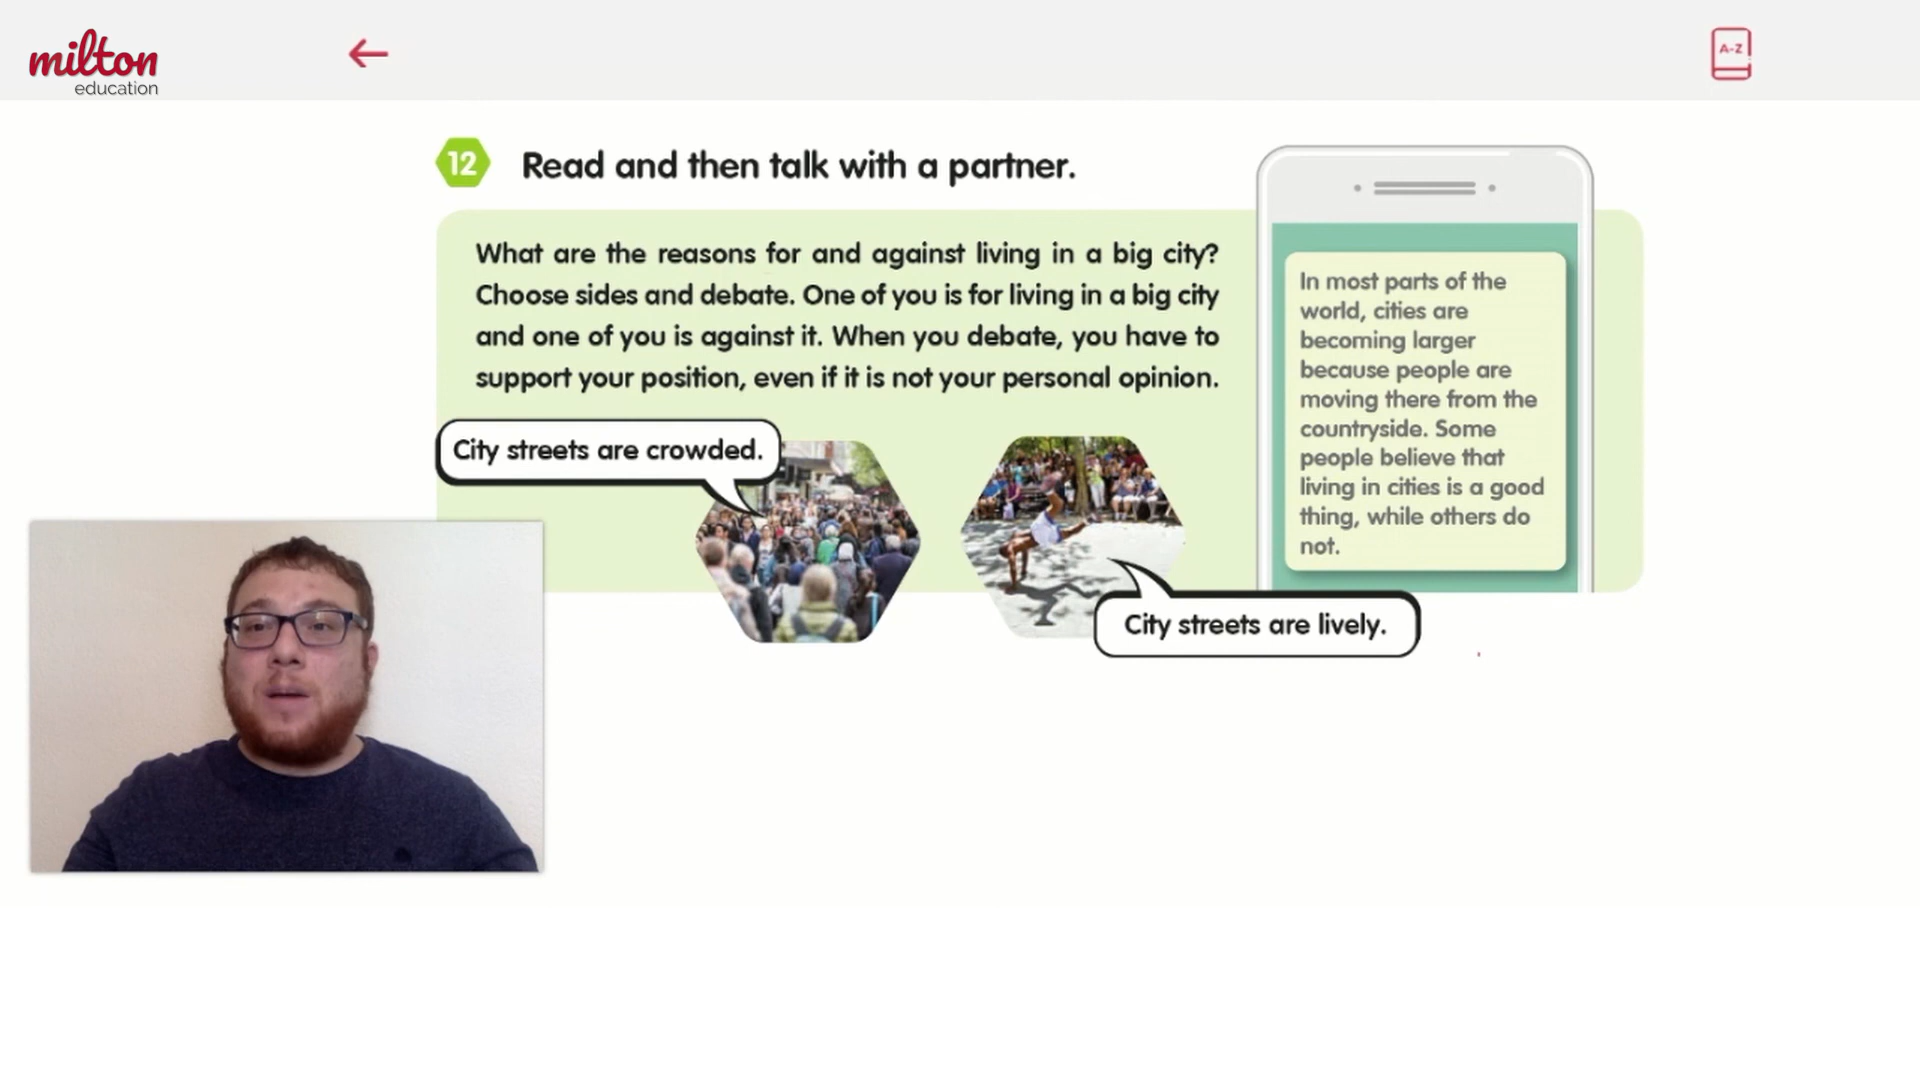 milton
education
A-Z
12 Read and then talk with a partner.
What are the reasons for and against living in a big city?
Choose sides and debate. One of you is for living in a big city
and one of you is against it. When you debate, you have to
support your position, even if it is not your personal opinion.
City streets are crowded.
City streets are lively.
In most parts of the
world, cities are
becoming larger
because people are
moving there from the
countryside. Some
people believe that
living in cities is a good
thing, while others do
not.